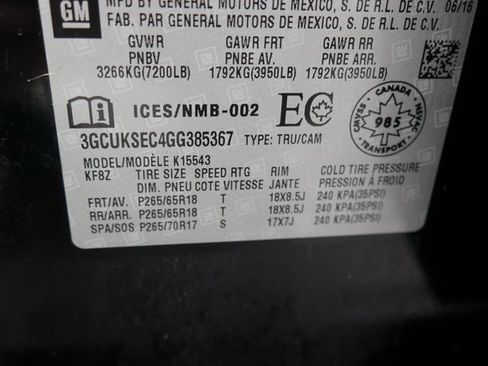 GM
MFD BY GENERAL MOTORS DE MEXICO, S. DE R.L. DE C.V. 06/16
FAB. PAR GENERAL MOTORS DE MEXICO, S. DE R.L. DE C.V.
GVWR GAWR FRT GAWR RR
PNBV PNBE AV. PNBE ARR.
3266KG(7200LB) 1792KG(3950LB) 1792KG(3950LB)
ICES/NMB-002 EC
3GCUKSEC4GG385367 TYPE: TRU/CAM
CANADA
CMVSS NSVAC
985
MODEL/MODÈLE K15543
KF8Z TIRE SIZE SPEED RTG RIM COLD TIRE PRESSURE
DIM. PNEU COTE VITESSE JANTE PRESSION À FROID
FRT/AV. P265/65R18 T 18X8.5J 240 KPA(35PSI)
RR/ARR. P265/65R18 T 18X8.5J 240 KPA(35PSI)
SPA/SOS P265/70R17 S 17X7J 240 KPA(35PSI)